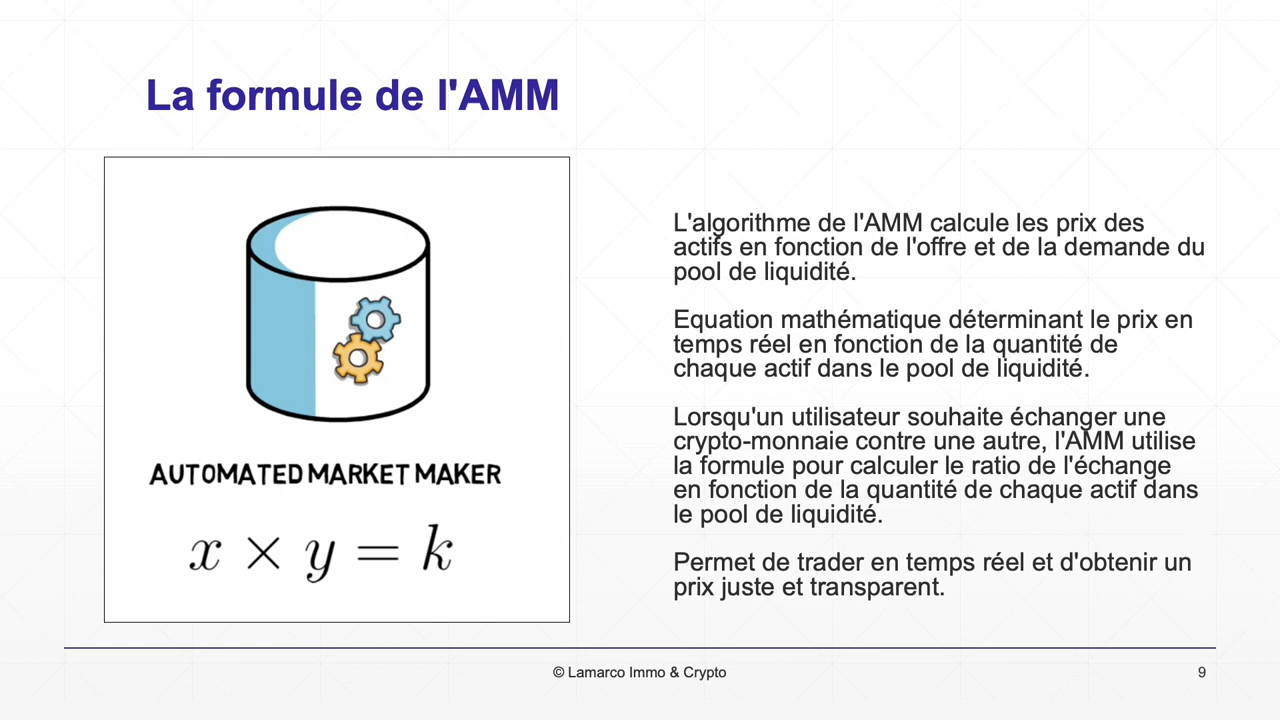 La formule de l'AMM
AUTOMATED MARKET MAKER
x × y = k
L'algorithme de l'AMM calcule les prix des
actifs en fonction de l'offre et de la demande du
pool de liquidité.
Equation mathématique déterminant le prix en
temps réel en fonction de la quantité de
chaque actif dans le pool de liquidité.
Lorsqu'un utilisateur souhaite échanger une
crypto-monnaie contre une autre, l'AMM utilise
la formule pour calculer le ratio de l'échange
en fonction de la quantité de chaque actif dans
le pool de liquidité.
Permet de trader en temps réel et d'obtenir un
prix juste et transparent.
© Lamarco Immo & Crypto
9